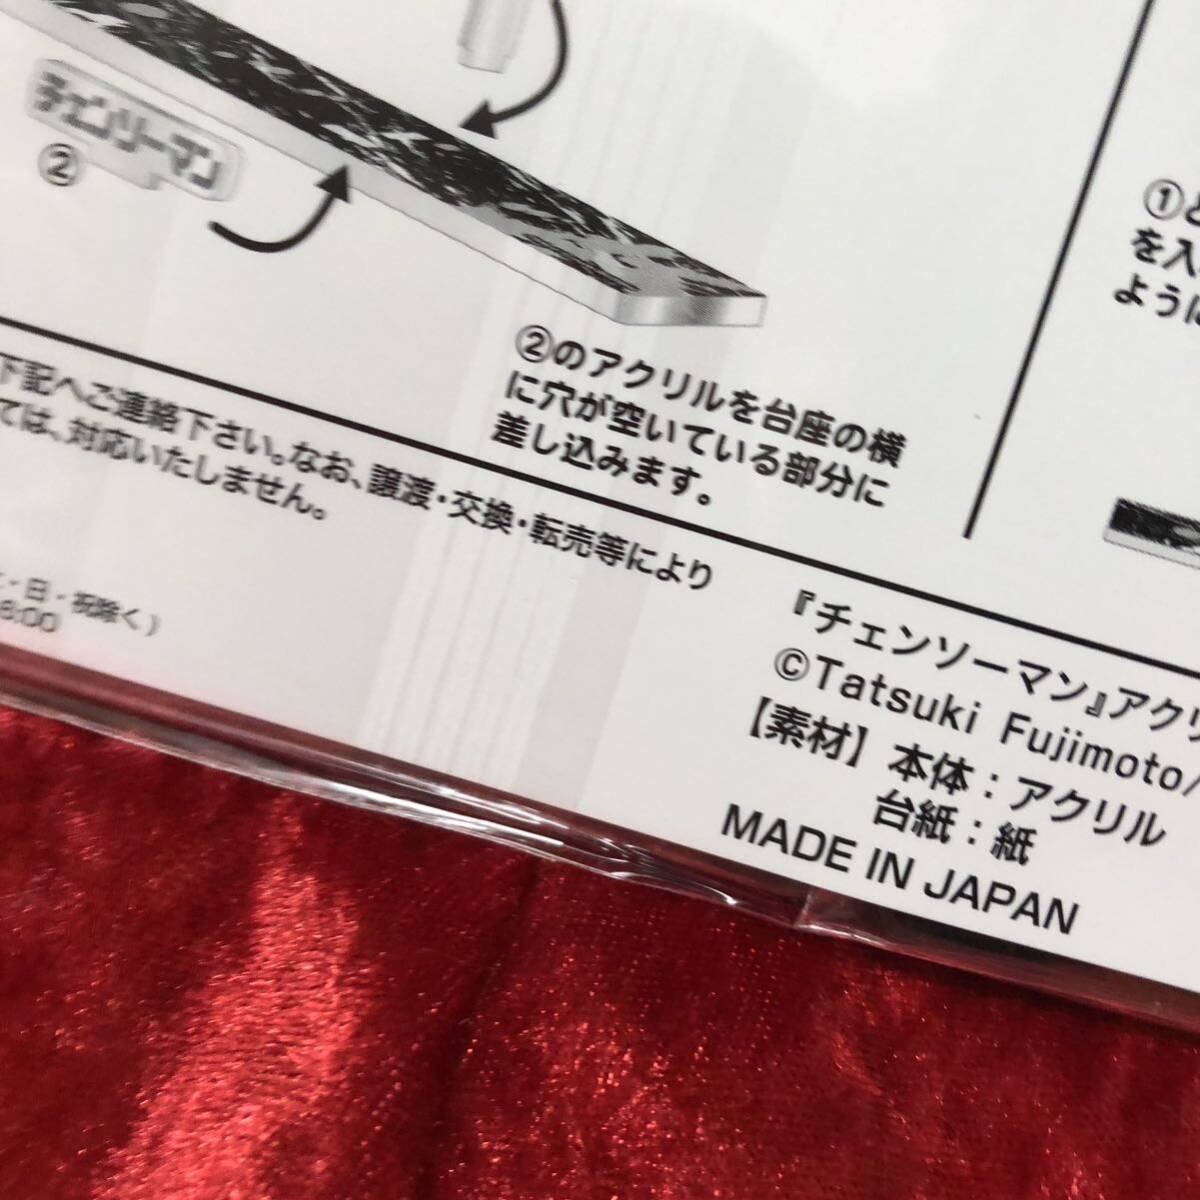 チェンソーマン
②
②のアクリルを台座の横
に穴が空いている部分に
差し込みます。
①と
を入
ように
下記へご連絡下さい。なお、譲渡・交換・転売等により
ては、対応いたしません。
・日・祝除く)
:00
『チェンソーマン』アクリ
©Tatsuki Fujimoto/
【素材】本体:アクリル
台紙:紙
MADE IN JAPAN